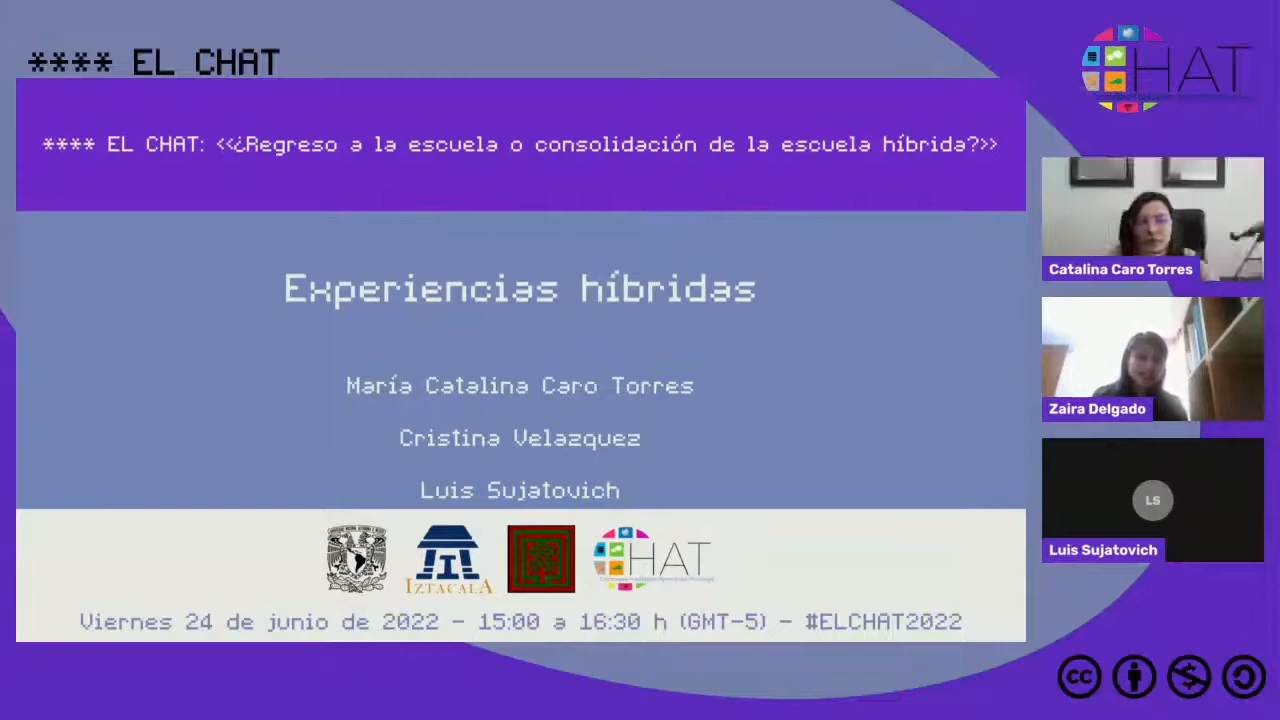 **** EL CHAT
HAT
**** EL CHAT: <<¿Regreso a la escuela o consolidación de la escuela híbrida?>>
Experiencias híbridas
María Catalina Caro Torres
Cristina Velazquez
Luis Sujatovich
IZTACALA
HAT
Viernes 24 de junio de 2022 - 15:00 a 16:30 h (GMT-5) - #ELCHAT2022
Catalina Caro Torres
Zaira Delgado
LS
Luis Sujatovich
cc